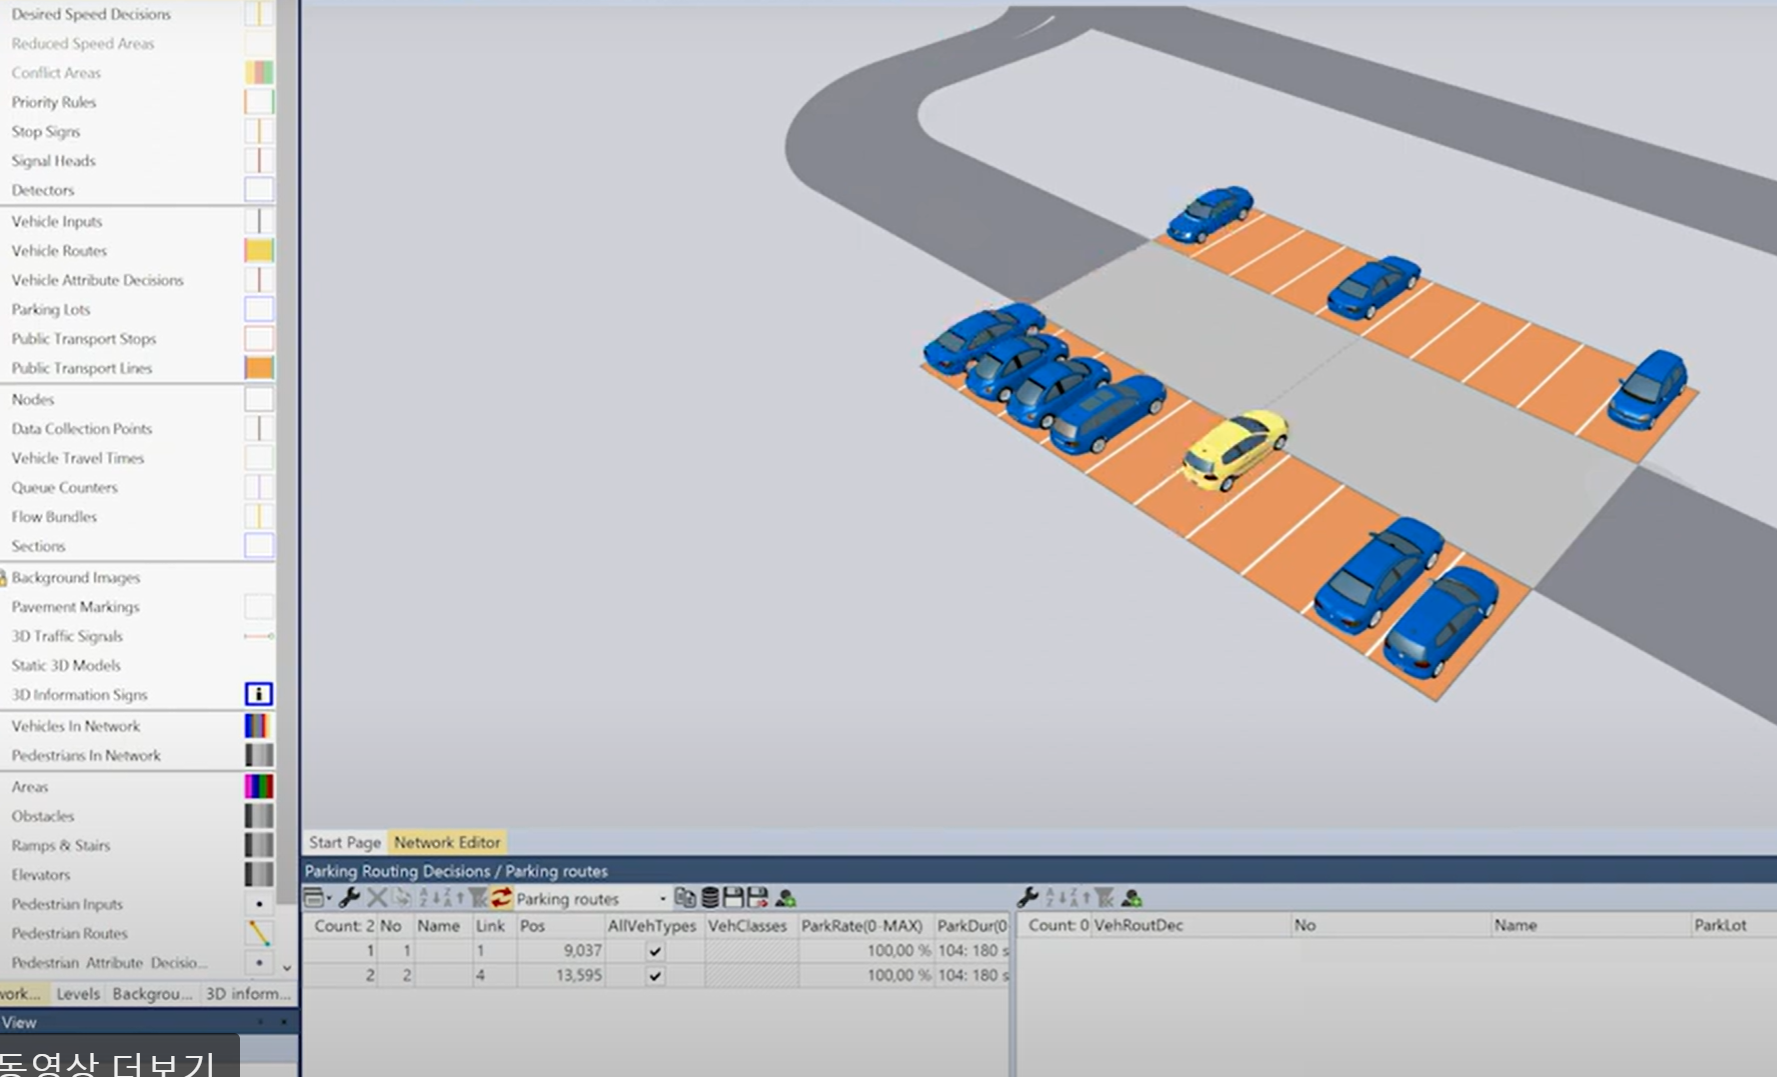 Desired Speed Decisions
Reduced Speed Areas
Conflict Areas
Priority Rules
Stop Signs
Signal Heads
Detectors
Vehicle Inputs
Vehicle Routes
Vehicle Attribute Decisions
Parking Lots
Public Transport Stops
Public Transport Lines
Nodes
Data Collection Points
Vehicle Travel Times
Queue Counters
Flow Bundles
Sections
Background Images
Pavement Markings
3D Traffic Signals
Static 3D Models
3D Information Signs
Vehicles In Network
Pedestrians In Network
Areas
Obstacles
Ramps & Stairs
Elevators
Pedestrian Inputs
Pedestrian Routes
Pedestrian Attribute Decisio...
work... Levels Backgrou... 3D inform...
View
동영상 더보기
Start Page Network Editor
Parking Routing Decisions / Parking routes
Parking routes
Count: 2 No Name Link Pos AllVehTypes VehClasses ParkRate(0-MAX) ParkDur(0
1 1 1 9,037 100,00 % 104: 180 s
2 2 4 13,595 100,00 % 104: 180 s
Count: 0 VehRoutDec No Name ParkLot